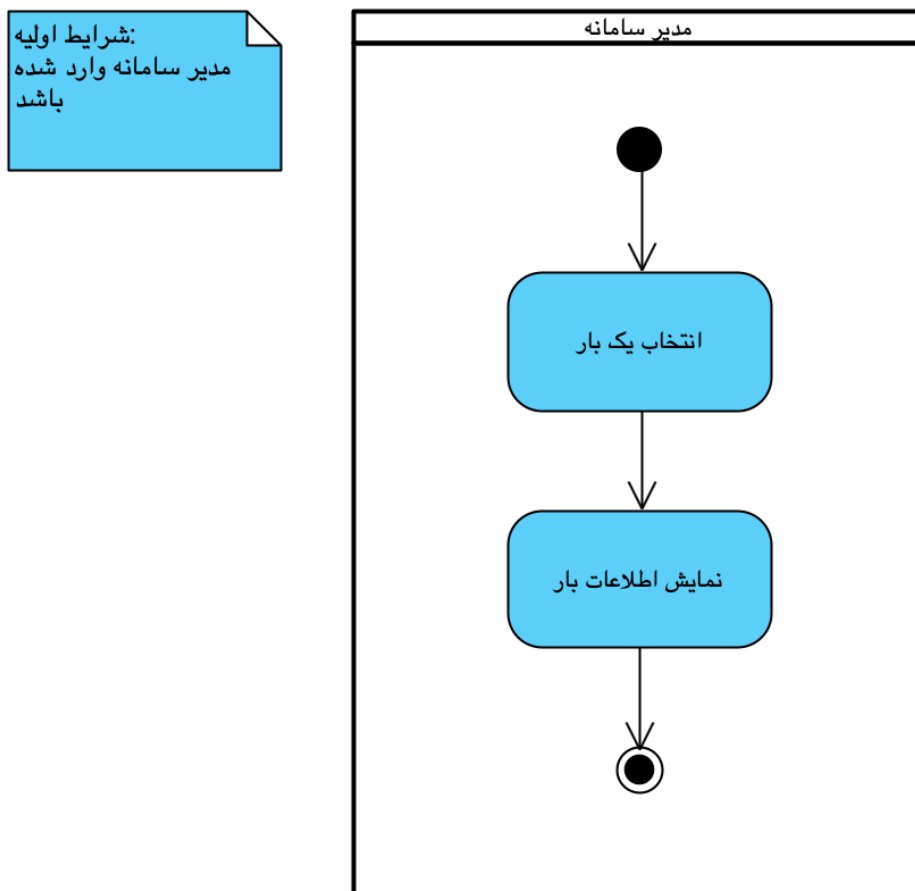 شرایط اولیه:
مدیر سامانه وارد شده
باشد
مدیر سامانه
انتخاب یک بار
نمایش اطلاعات بار